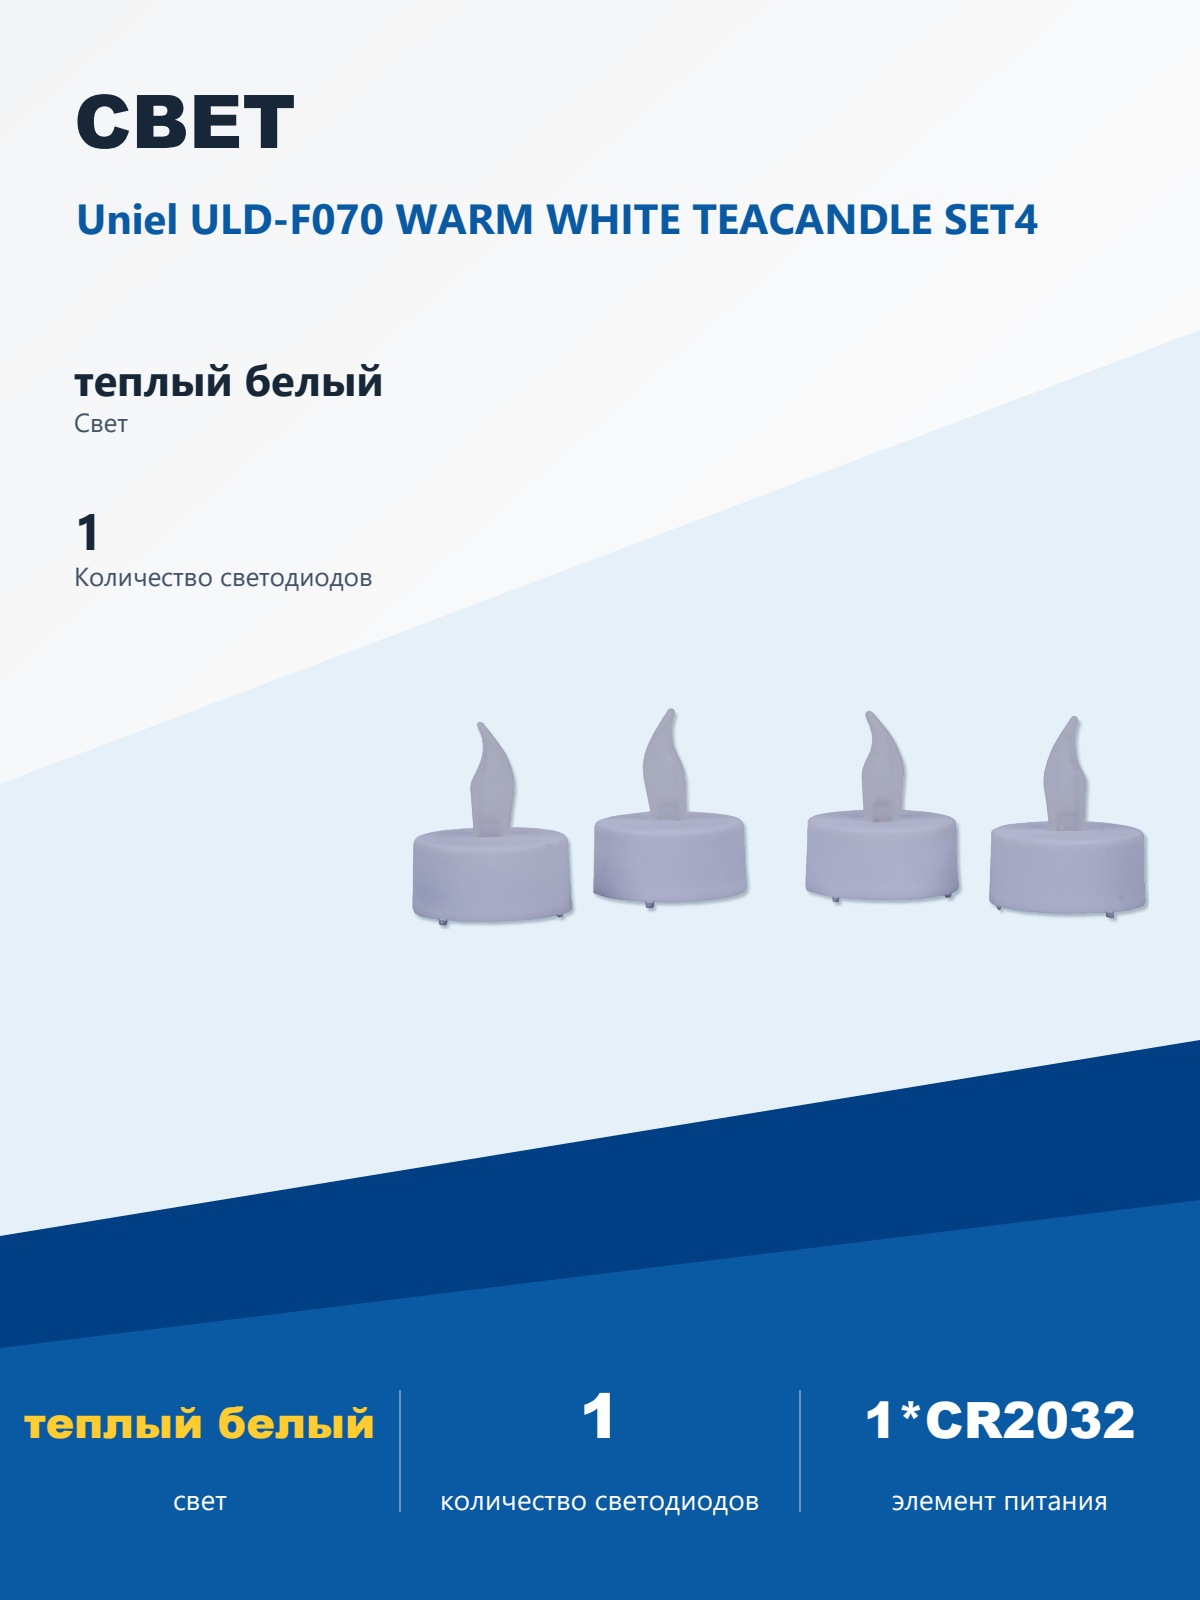 СВЕТ
Uniel ULD-F070 WARM WHITE TEACANDLE SET4
теплый белый
Свет
1
Количество светодиодов
теплый белый
свет
1
количество светодиодов
1*CR2032
элемент питания